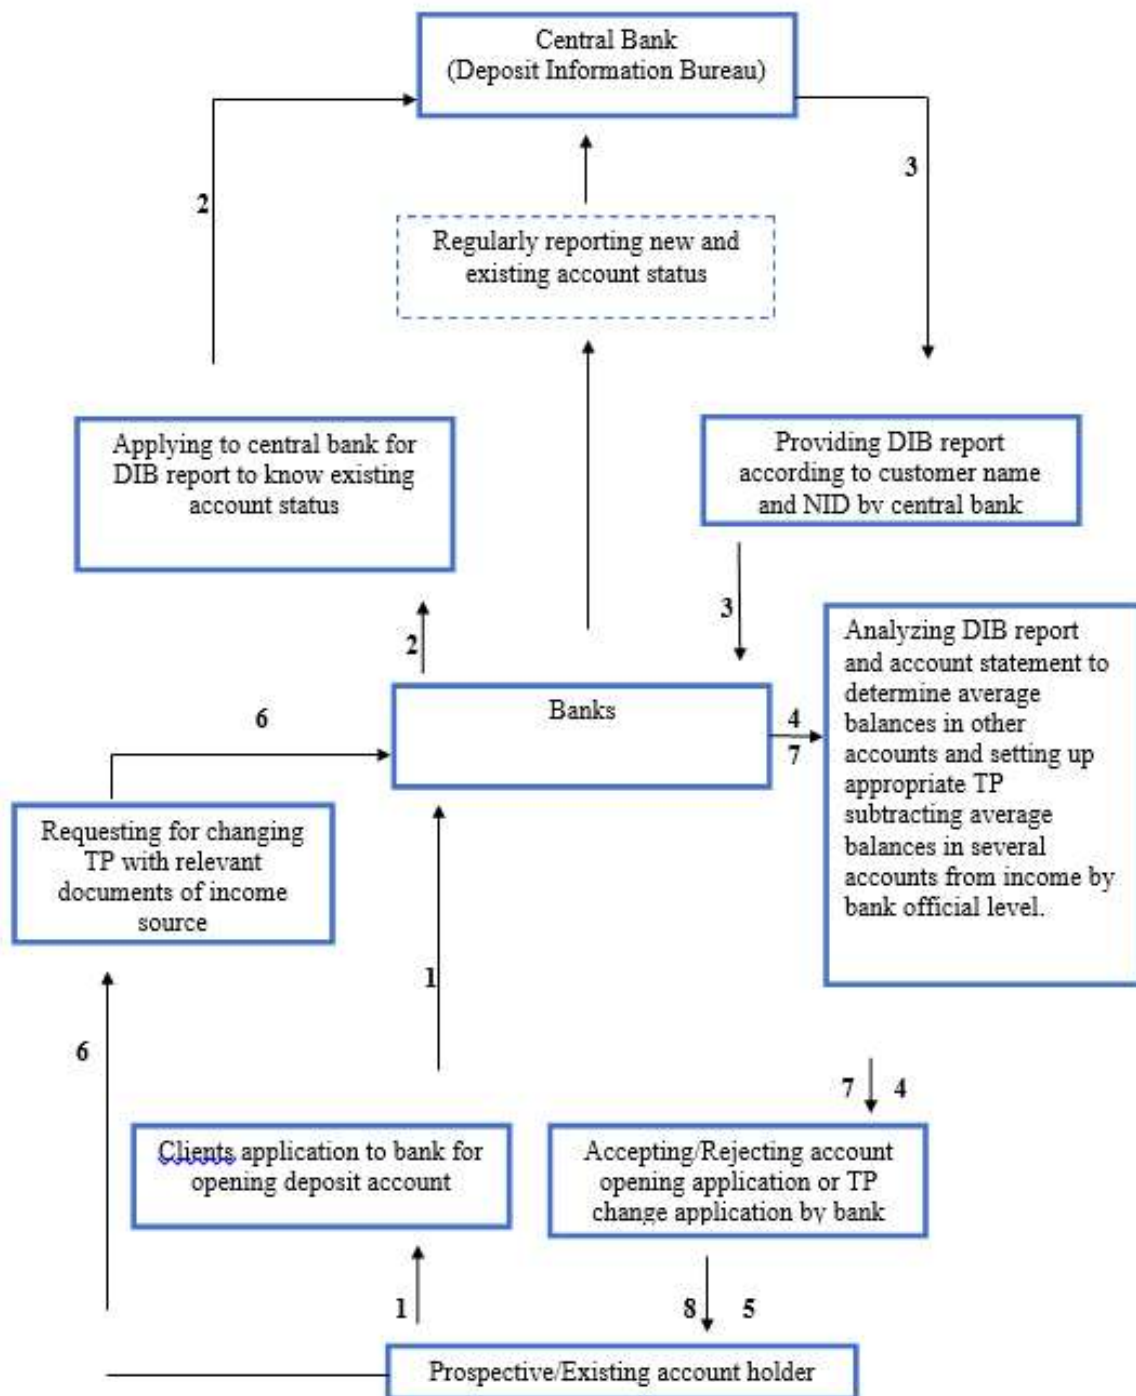 Central Bank
(Deposit Information Bureau)
2
3
Regularly reporting new and
existing account status
Applying to central bank for
DIB report to know existing
account status
Providing DIB report
according to customer name
and NID by central bank
2
3
Banks
4
7
Analyzing DIB report
and account statement to
determine average
balances in other
accounts and setting up
appropriate TP
subtracting average
balances in several
accounts from income by
bank official level.
6
Requesting for changing
TP with relevant
documents of income
source
1
6
7 4
Clients application to bank for
opening deposit account
Accepting/Rejecting account
opening application or TP
change application by bank
1
8 5
Prospective/Existing account holder